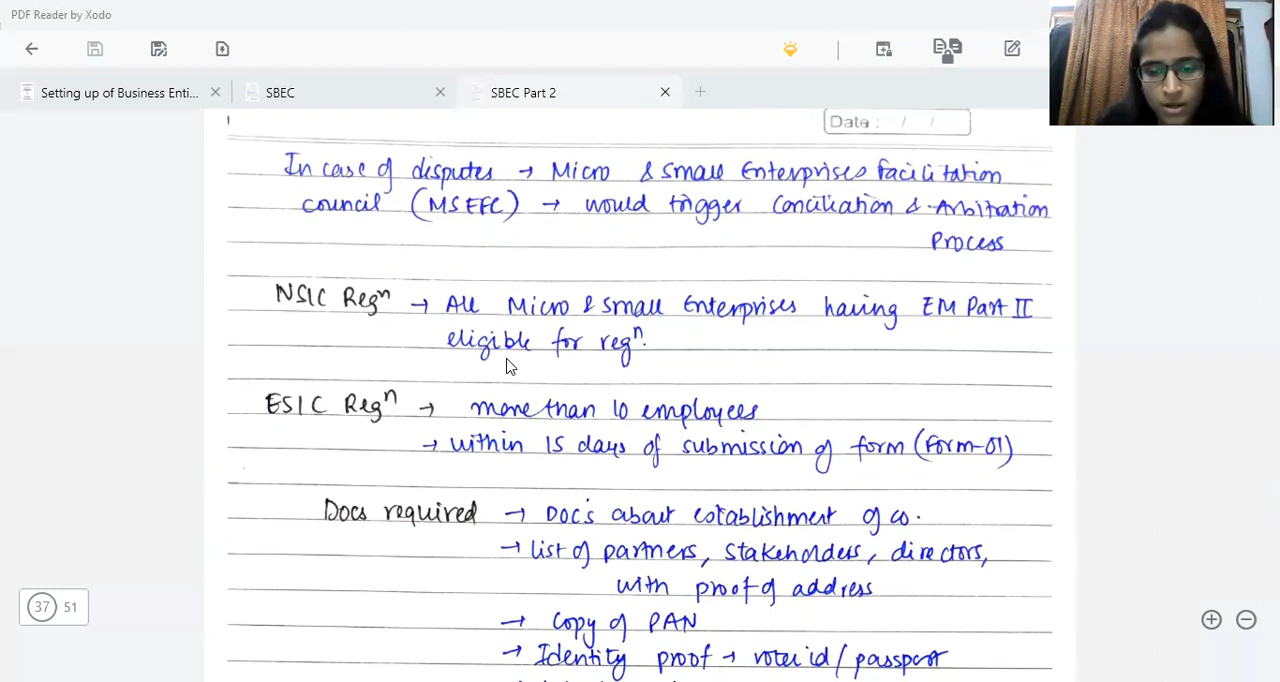 PDF Reader by Xodo
Setting up of Business Enti...
SBEC
SBEC Part 2
Date : / /
In case of disputes → Micro & Small Enterprises Facilitation
council (MSEFC) → would trigger Conciliation & Arbitration
Process
NSIC Regⁿ → All Micro & Small Enterprises having EM Part II
eligible for regⁿ.
ESIC Regⁿ → more than 10 employees
→ within 15 days of submission of form (Form-01)
Docs required → Doc's about establishment of co.
→ list of partners, stakeholders, directors,
with proof of address
→ Copy of PAN
→ Identity proof → voter id / passport
37 51